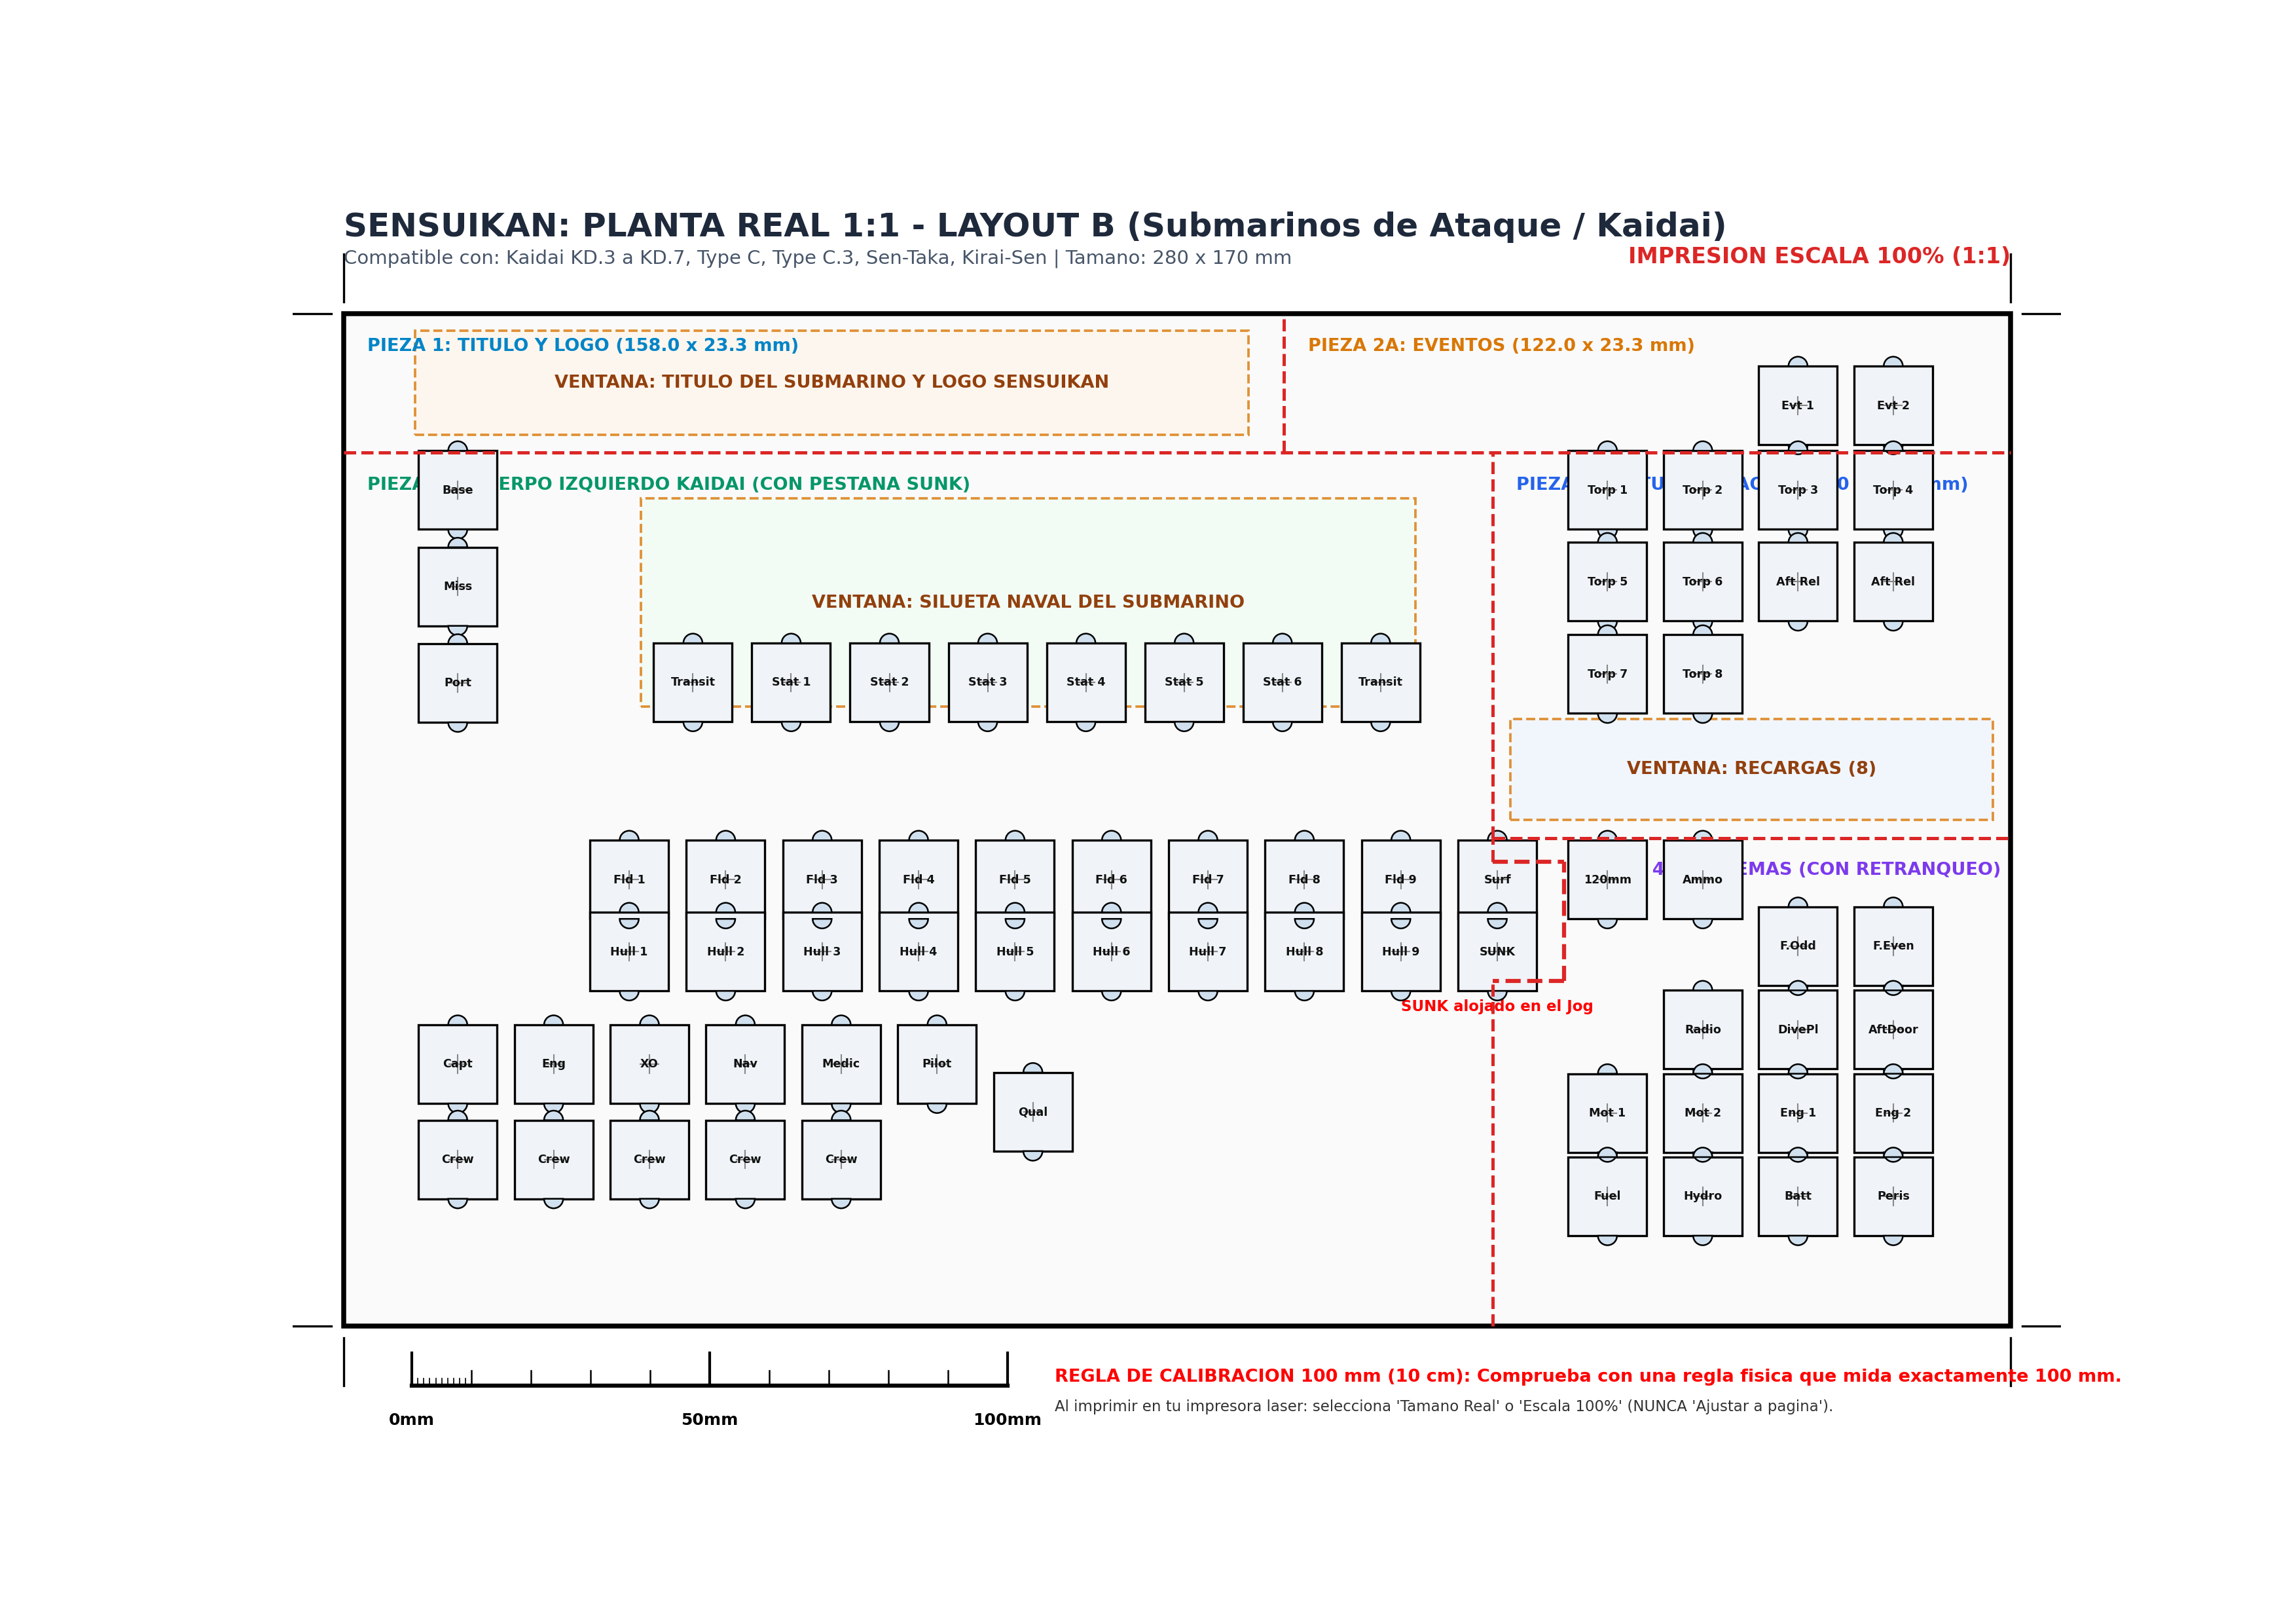 SENSUIKAN: PLANTA REAL 1:1 - LAYOUT B (Submarinos de Ataque / Kaidai)
Compatible con: Kaidai KD.3 a KD.7, Type C, Type C.3, Sen-Taka, Kirai-Sen | Tamano: 280 x 170 mm
IMPRESION ESCALA 100% (1:1)
PIEZA 1: TITULO Y LOGO (158.0 x 23.3 mm)
VENTANA: TITULO DEL SUBMARINO Y LOGO SENSUIKAN
PIEZA 2A: EVENTOS (122.0 x 23.3 mm)
Evt 1 Evt 2
IZQUIERDO KAIDAI (CON PESTANA SUNK)
Base
Miss
Port
VENTANA: SILUETA NAVAL DEL SUBMARINO
Transit Stat 1 Stat 2 Stat 3 Stat 4 Stat 5 Stat 6 Transit
mm)
Torp 1 Torp 2 Torp 3 Torp 4
Torp 5 Torp 6 Aft Rel Aft Rel
Torp 7 Torp 8
VENTANA: RECARGAS (8)
Fld 1 Fld 2 Fld 3 Fld 4 Fld 5 Fld 6 Fld 7 Fld 8 Fld 9 Surf
Hull 1 Hull 2 Hull 3 Hull 4 Hull 5 Hull 6 Hull 7 Hull 8 Hull 9 SUNK
SUNK alojado en el Jog
(CON RETRANQUEO)
120mm Ammo
F.Odd F.Even
Radio DivePl AftDoor
Mot 1 Mot 2 Eng 1 Eng 2
Fuel Hydro Batt Peris
Capt Eng XO Nav Medic Pilot
Qual
Crew Crew Crew Crew Crew
0mm 50mm 100mm
REGLA DE CALIBRACION 100 mm (10 cm): Comprueba con una regla fisica que mida exactamente 100 mm.
Al imprimir en tu impresora laser: selecciona 'Tamano Real' o 'Escala 100%' (NUNCA 'Ajustar a pagina').